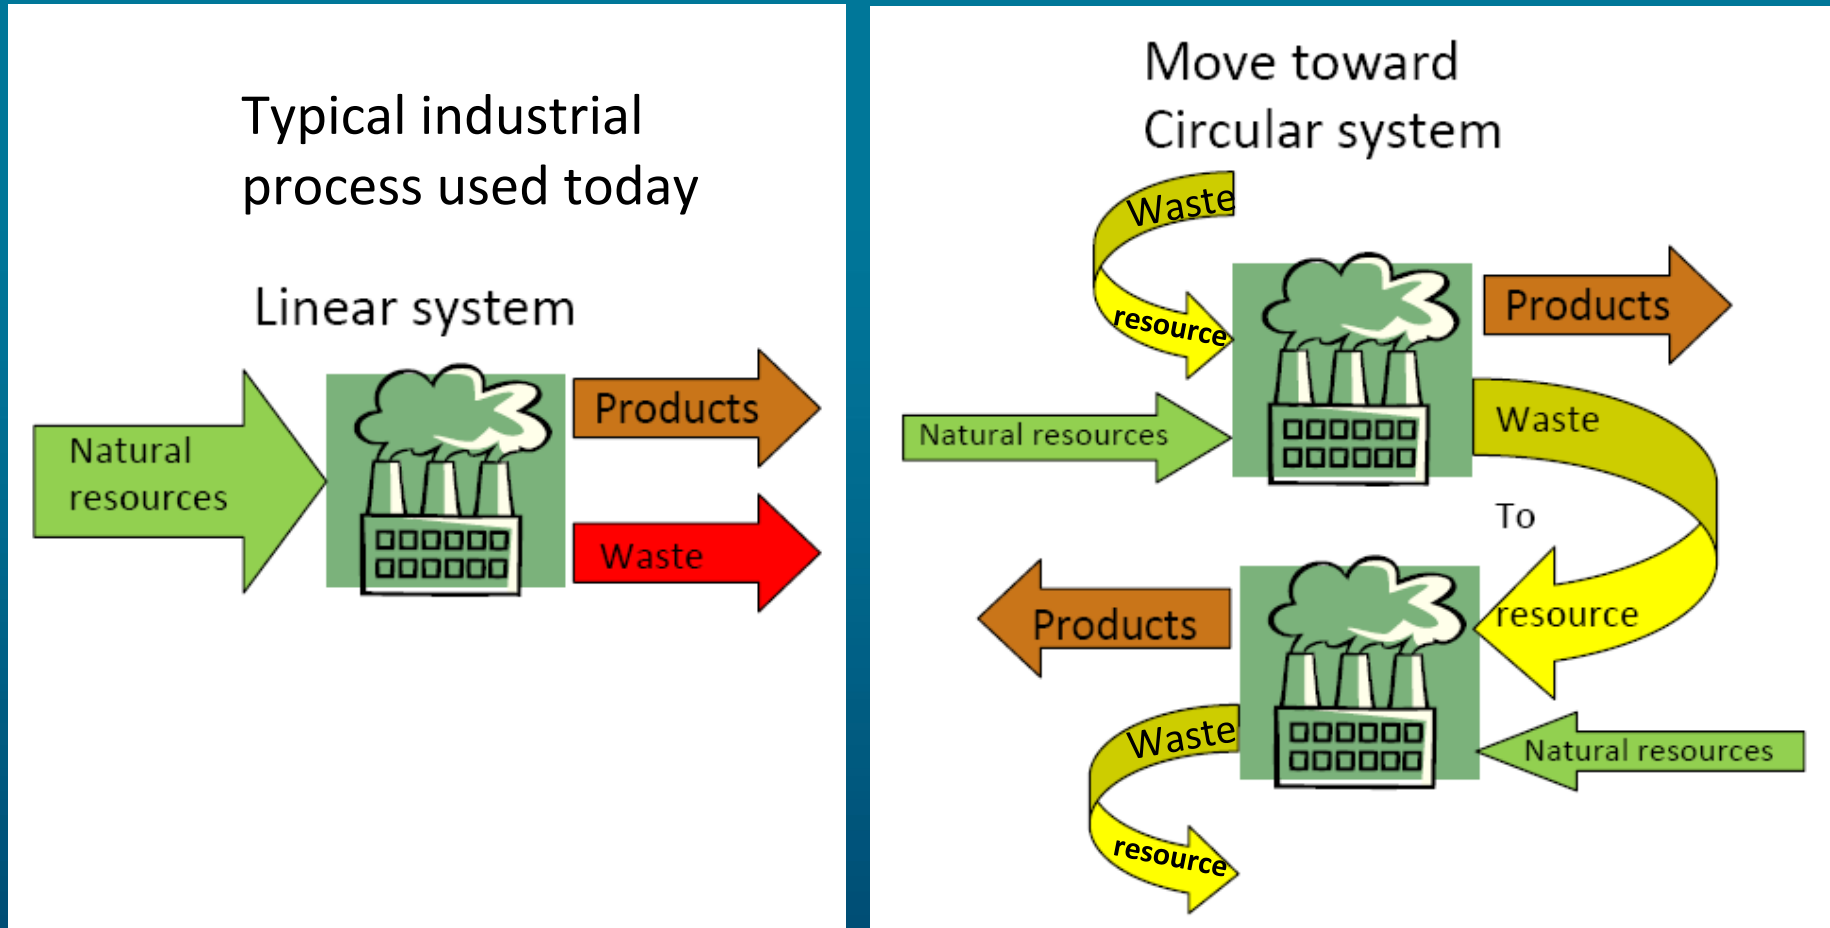 Typical industrial
process used today
Linear system
Natural
resources
Products
Waste
Move toward
Circular system
Waste
resource
Products
Natural resources
Waste
To
resource
Products
Waste
Natural resources
resource